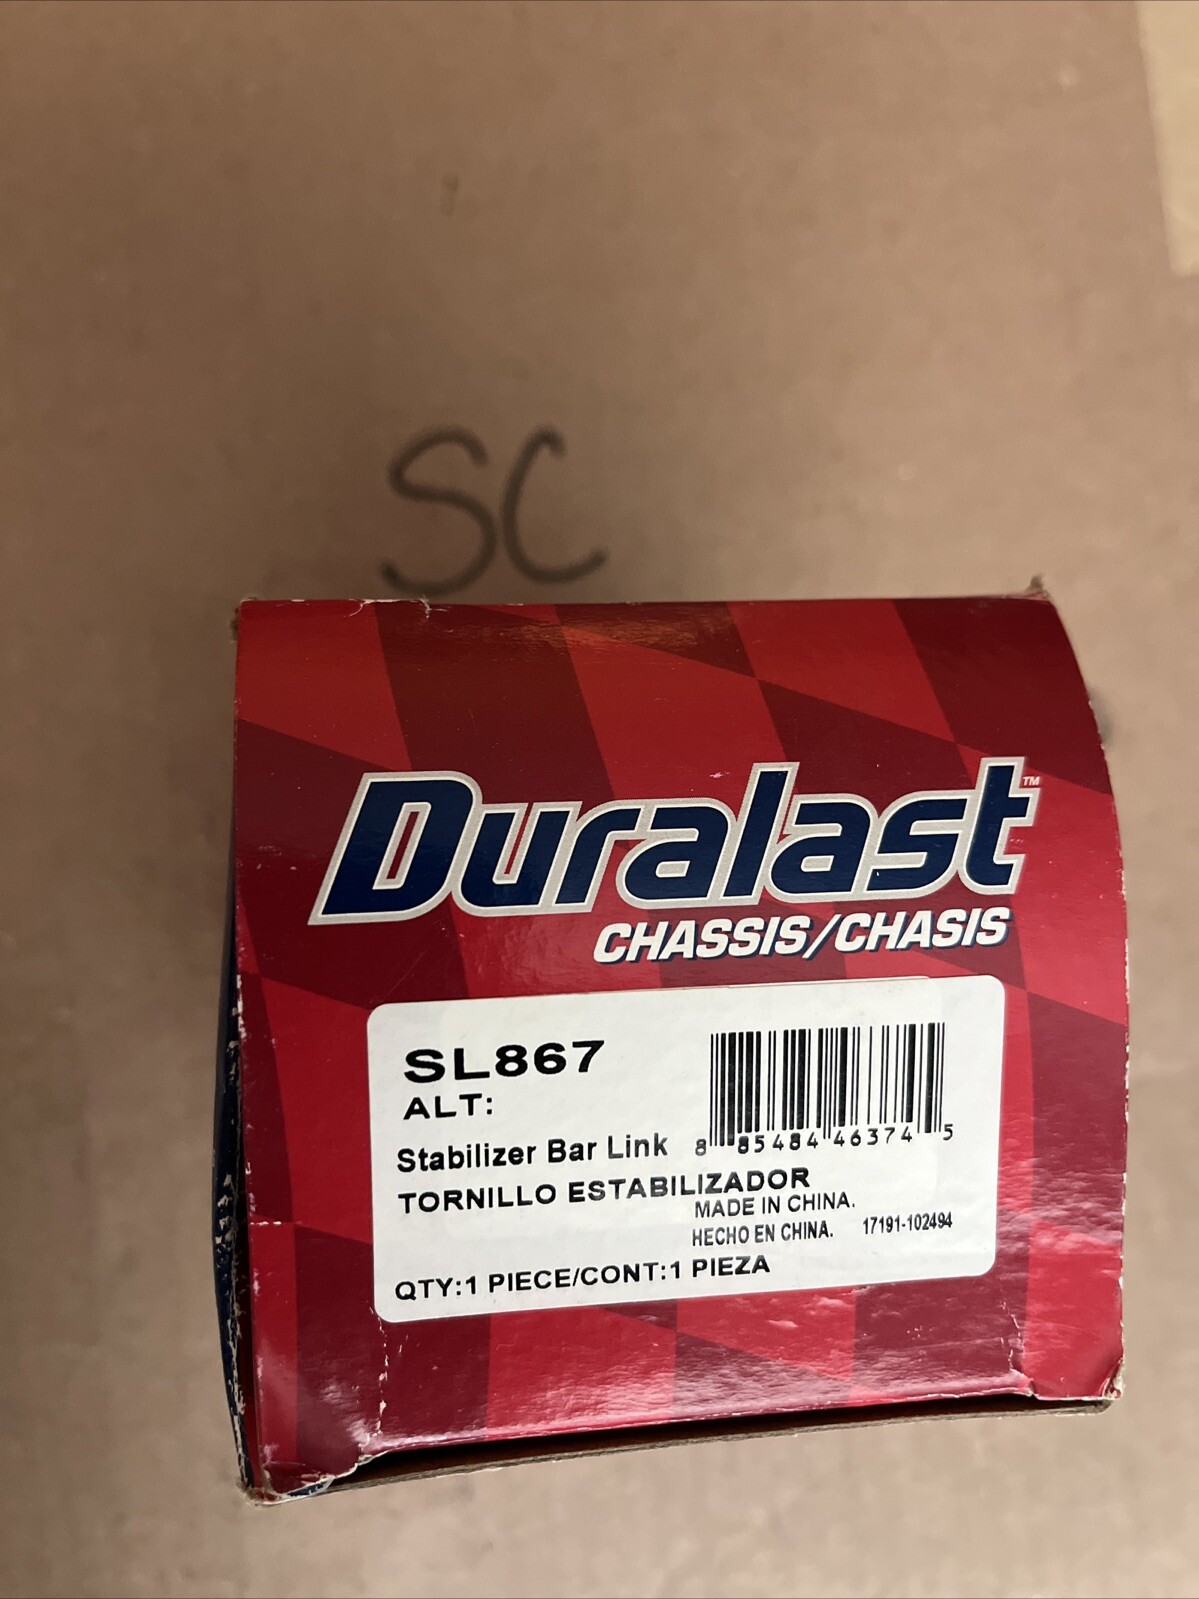 SC
Duralast™
CHASSIS/CHASIS
SL867
ALT:
Stabilizer Bar Link
8 85484 46374 5
TORNILLO ESTABILIZADOR
MADE IN CHINA.
HECHO EN CHINA. 17191-102494
QTY:1 PIECE/CONT:1 PIEZA